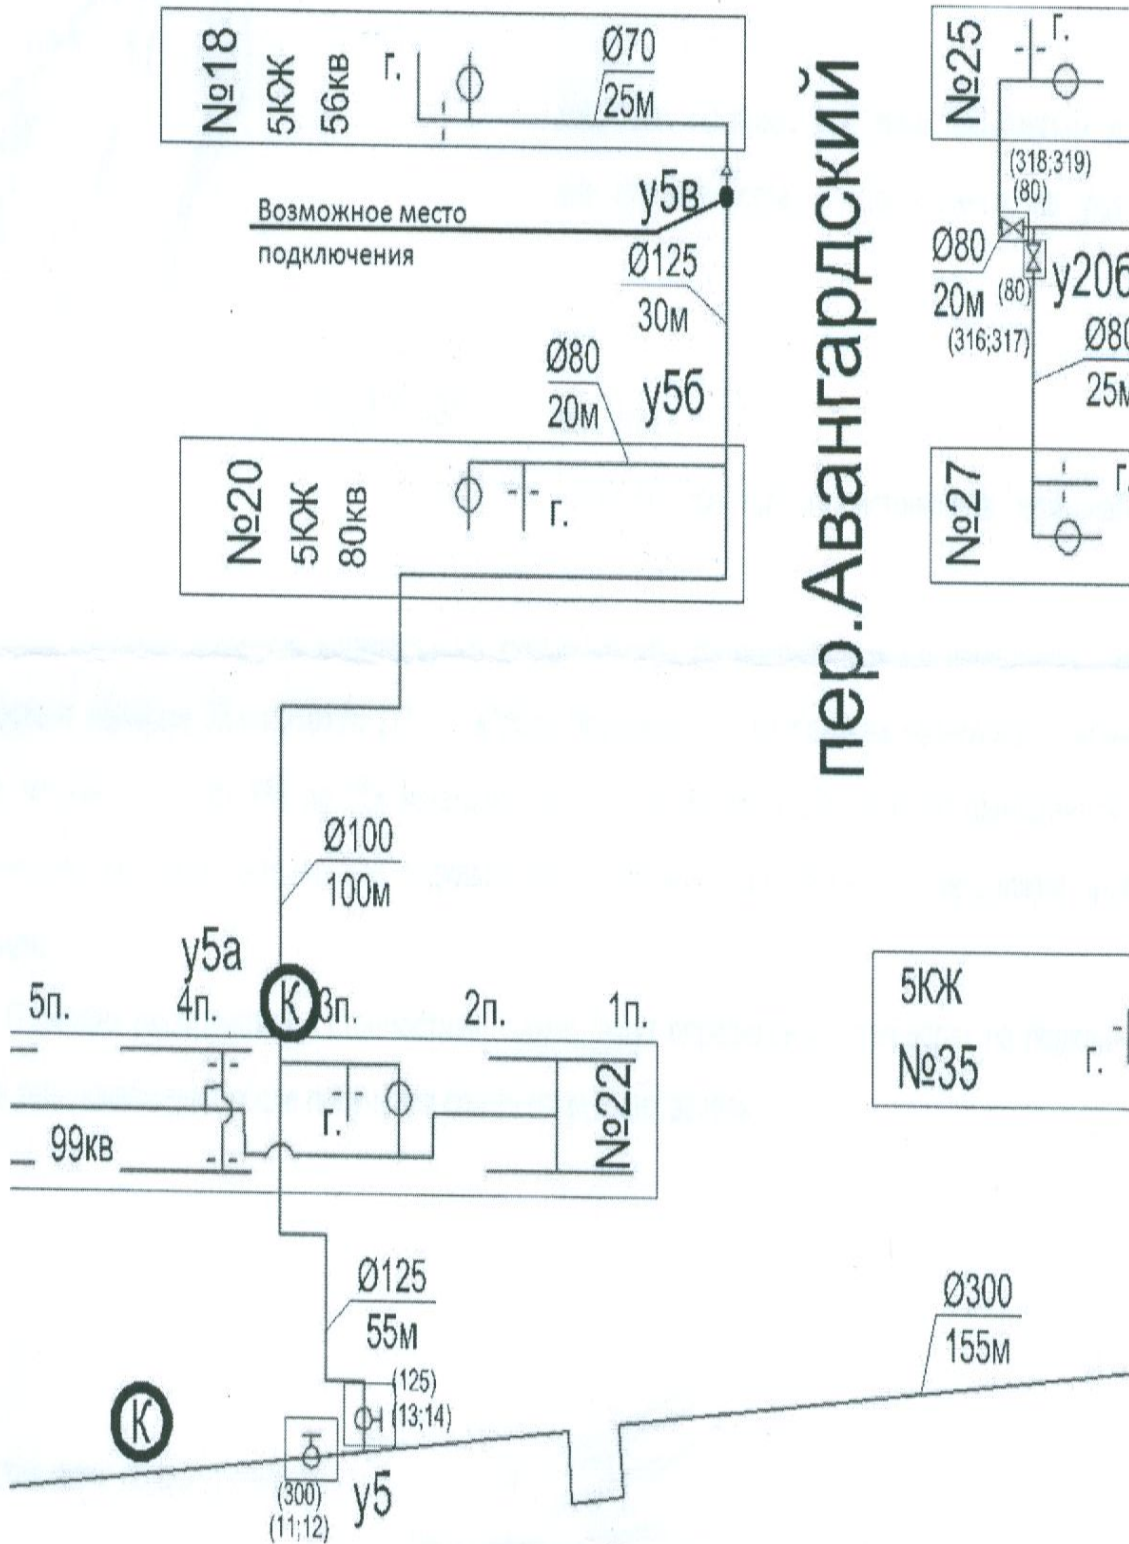 №18
5КЖ
56кв
г.
Ø70
25м
Возможное место
подключения
у5в
Ø125
30м
Ø80
20м
у5б
№20
5КЖ
80кв
г.
пер.Авангардский
№25
г.
(318;319)
(80)
Ø80
20м
(80)
у20б
(316;317)
Ø80
25м
№27
г.
Ø100
100м
у5а
5п.
4п.
К
3п.
2п.
1п.
99кв
г.
№22
5КЖ
№35
г.
Ø125
55м
(125)
(13;14)
Ø300
155м
К
у5
(300)
(11;12)